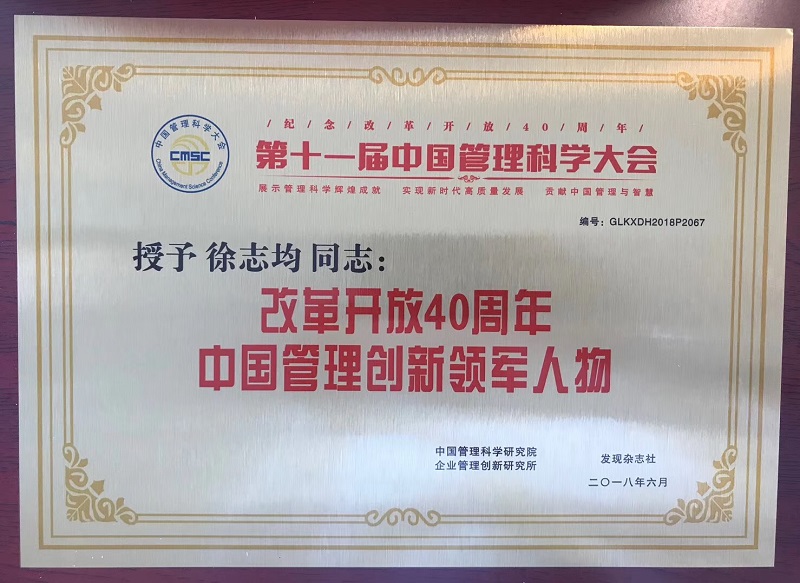 中国管理科学大会
CMSC
China Management Science Conference
/纪/念/改/革/开/放/40/周/年/
第十一届中国管理科学大会
展示管理科学辉煌成就 实现新时代高质量发展 贡献中国管理与智慧
编号：GLKXDH2018P2067
授予 徐志均 同志：
改革开放40周年
中国管理创新领军人物
中国管理科学研究院
企业管理创新研究所
发现杂志社
二〇一八年六月